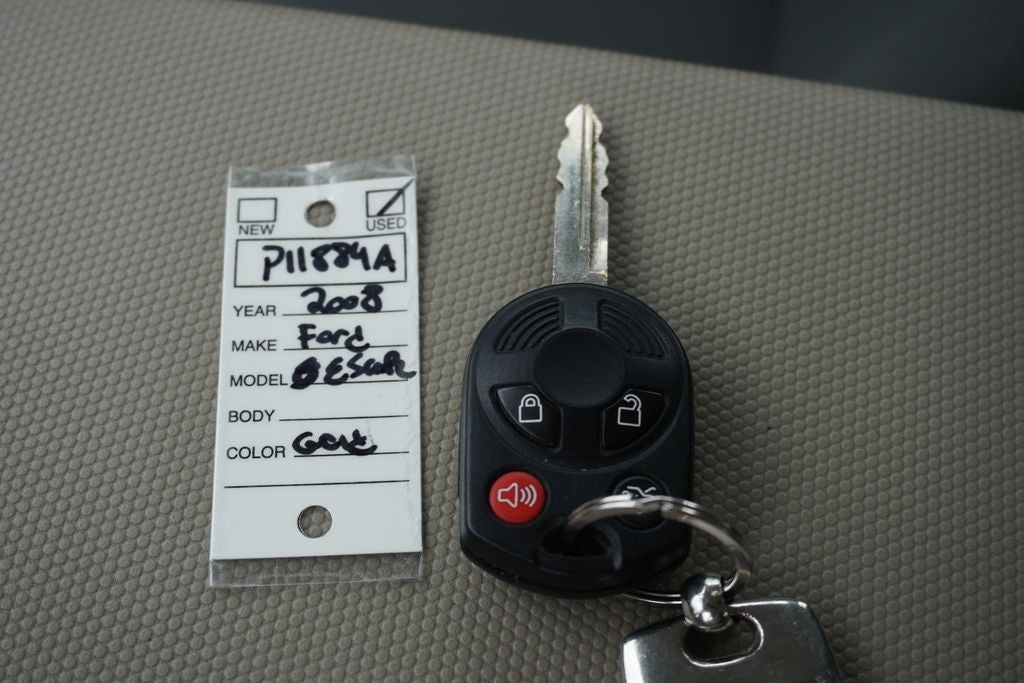 NEW USED
P11884A
YEAR 2008
MAKE Ford
MODEL Escape
BODY
COLOR Gold